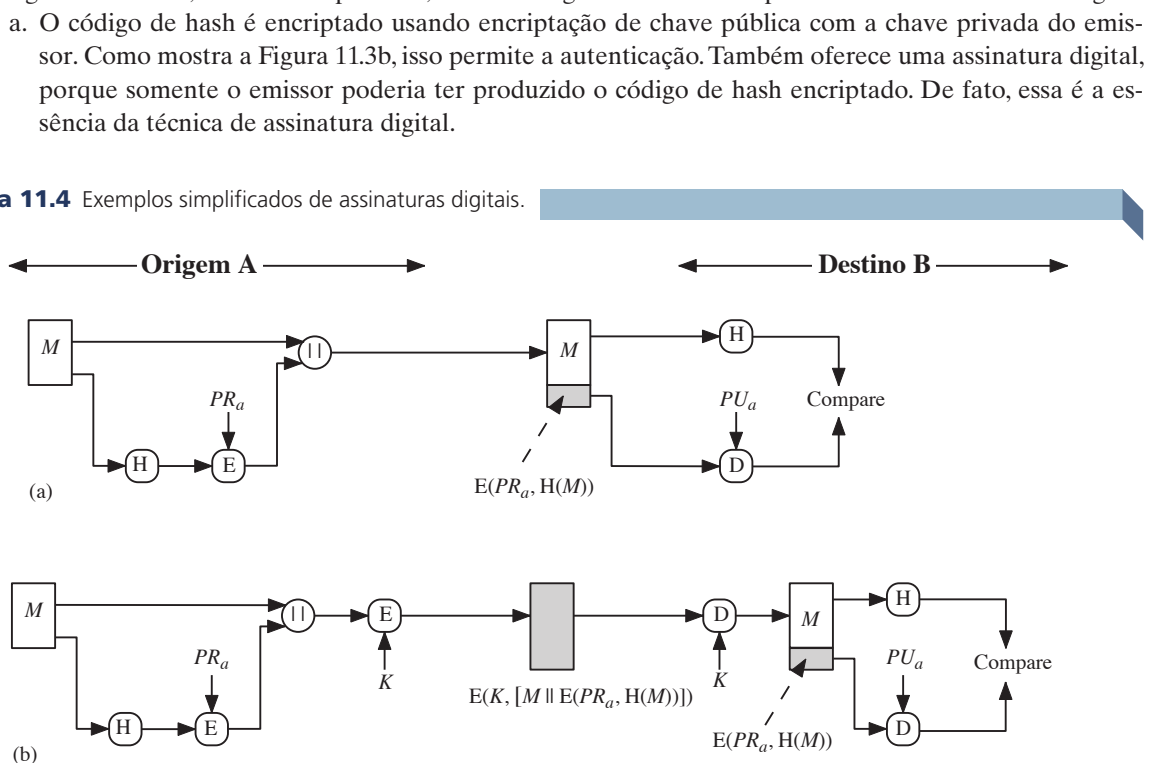 a. O código de hash é encriptado usando encriptação de chave pública com a chave privada do emis-
sor. Como mostra a Figura 11.3b, isso permite a autenticação. Também oferece uma assinatura digital,
porque somente o emissor poderia ter produzido o código de hash encriptado. De fato, essa é a es-
sência da técnica de assinatura digital.
a 11.4 Exemplos simplificados de assinaturas digitais.
Origem A Destino B
M || M H
PRa PUa Compare
H E D
E(PRa, H(M))
(a)
M || E D M H
K K
PRa PUa Compare
E(K, [M || E(PRa, H(M))])
H E D
E(PRa, H(M))
(b)